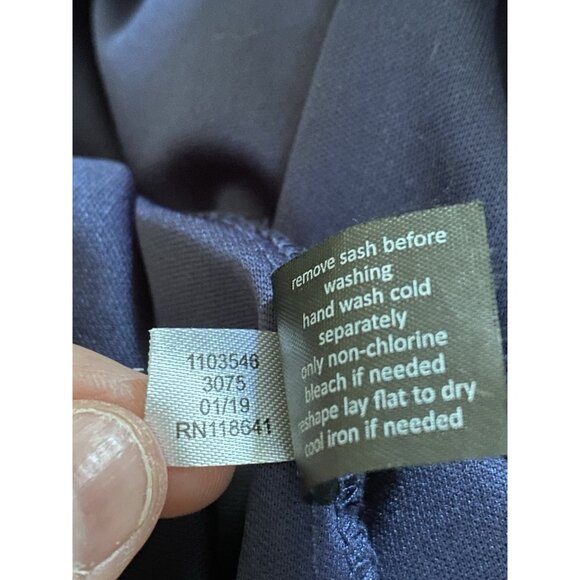 1103546
3075
01/19
RN118641
remove sash before
washing
hand wash cold
separately
only non-chlorine
bleach if needed
reshape lay flat to dry
cool iron if needed